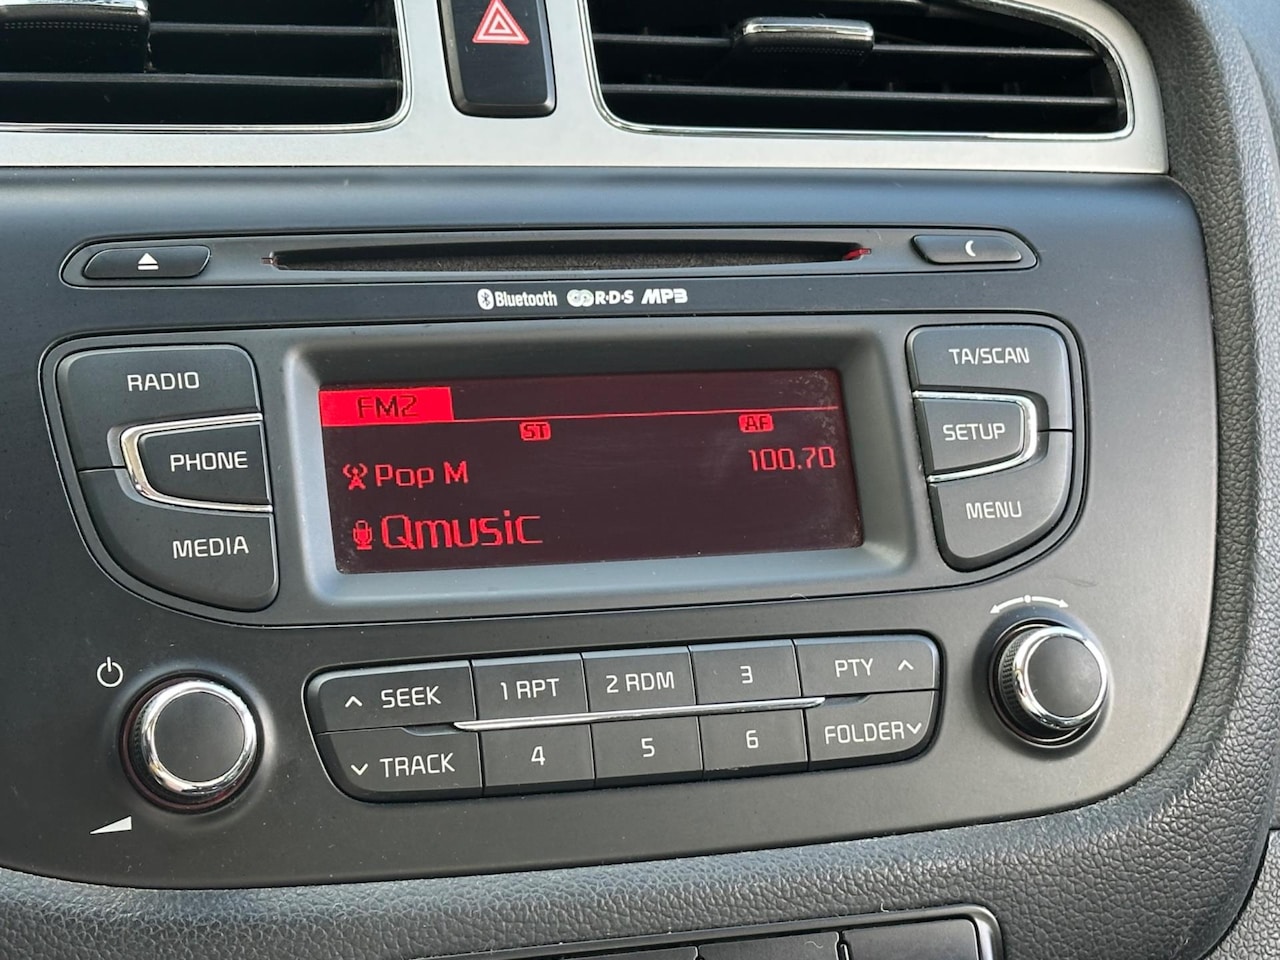 Bluetooth R·D·S MP3
RADIO
PHONE
MEDIA
FM2
ST AF
Pop M 100.70
Qmusic
TA/SCAN
SETUP
MENU
SEEK
TRACK
1 RPT 2 RDM 3
4 5 6
PTY
FOLDER